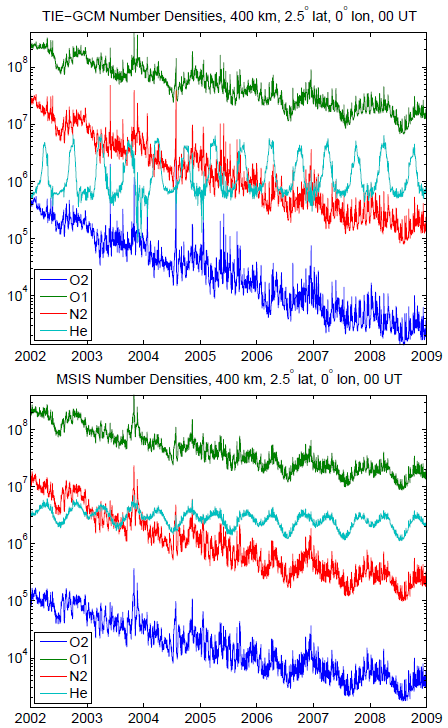 TIE-GCM Number Densities, 400 km, 2.5° lat, 0° lon, 00 UT
10^8
10^7
10^6
10^5
10^4
O2
O1
N2
He
2002 2003 2004 2005 2006 2007 2008 2009
MSIS Number Densities, 400 km, 2.5° lat, 0° lon, 00 UT
10^8
10^7
10^6
10^5
10^4
O2
O1
N2
He
2002 2003 2004 2005 2006 2007 2008 2009